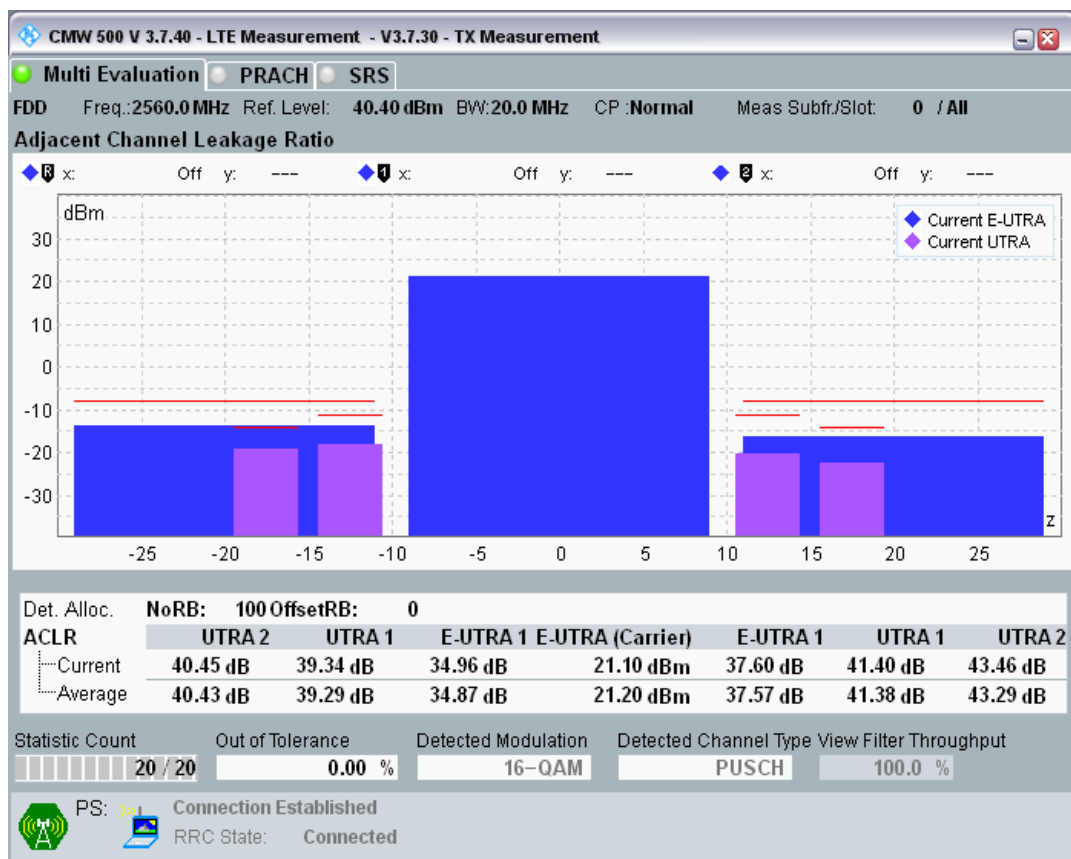 CMW 500 V 3.7.40 - LTE Measurement - V3.7.30 - TX Measurement
Multi Evaluation PRACH SRS
FDD Freq.:2560.0 MHz Ref. Level: 40.40 dBm BW:20.0 MHz CP :Normal Meas Subfr./Slot: 0 / All
Adjacent Channel Leakage Ratio
R x: Off y: --- 1 x: Off y: --- 2 x: Off y: ---
dBm
Current E-UTRA
Current UTRA
30
20
10
0
-10
-20
-30
z
-25 -20 -15 -10 -5 0 5 10 15 20 25
Det. Alloc. NoRB: 100 OffsetRB: 0
ACLR UTRA 2 UTRA 1 E-UTRA 1 E-UTRA (Carrier) E-UTRA 1 UTRA 1 UTRA 2
Current 40.45 dB 39.34 dB 34.96 dB 21.10 dBm 37.60 dB 41.40 dB 43.46 dB
Average 40.43 dB 39.29 dB 34.87 dB 21.20 dBm 37.57 dB 41.38 dB 43.29 dB
Statistic Count Out of Tolerance Detected Modulation Detected Channel Type View Filter Throughput
20 / 20 0.00 % 16-QAM PUSCH 100.0 %
PS: Connection Established
RRC State: Connected